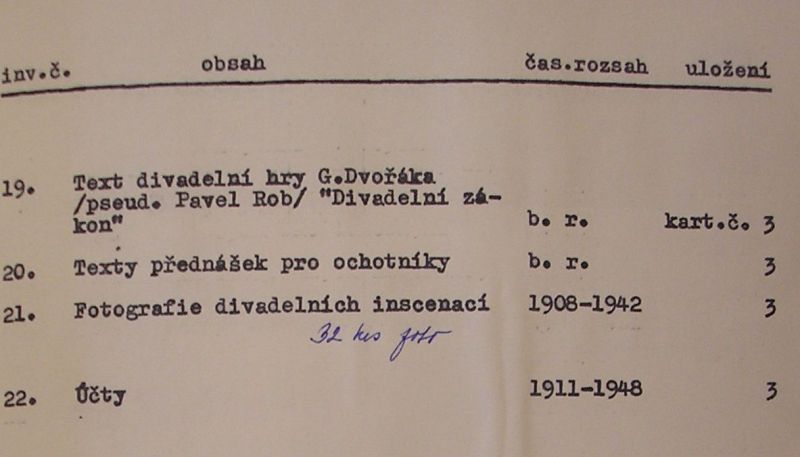 inv.č. obsah čas.rozsah uložení
19. Text divadelní hry G.Dvořáka
/pseud. Pavel Rob/ "Divadelní zá-
kon" b. r. kart.č. 3
20. Texty přednášek pro ochotníky b. r. 3
21. Fotografie divadelních inscenací 1908-1942 3
32 kus foto
22. Účty 1911-1948 3